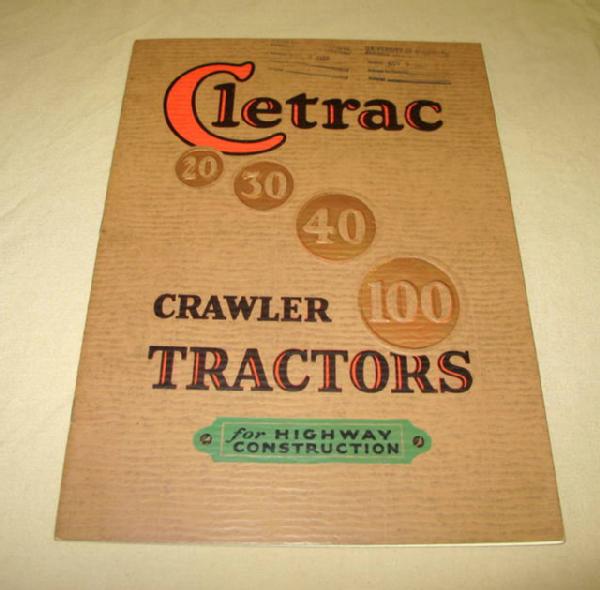 Cletrac
20
30
40
100
CRAWLER
TRACTORS
for HIGHWAY
CONSTRUCTION